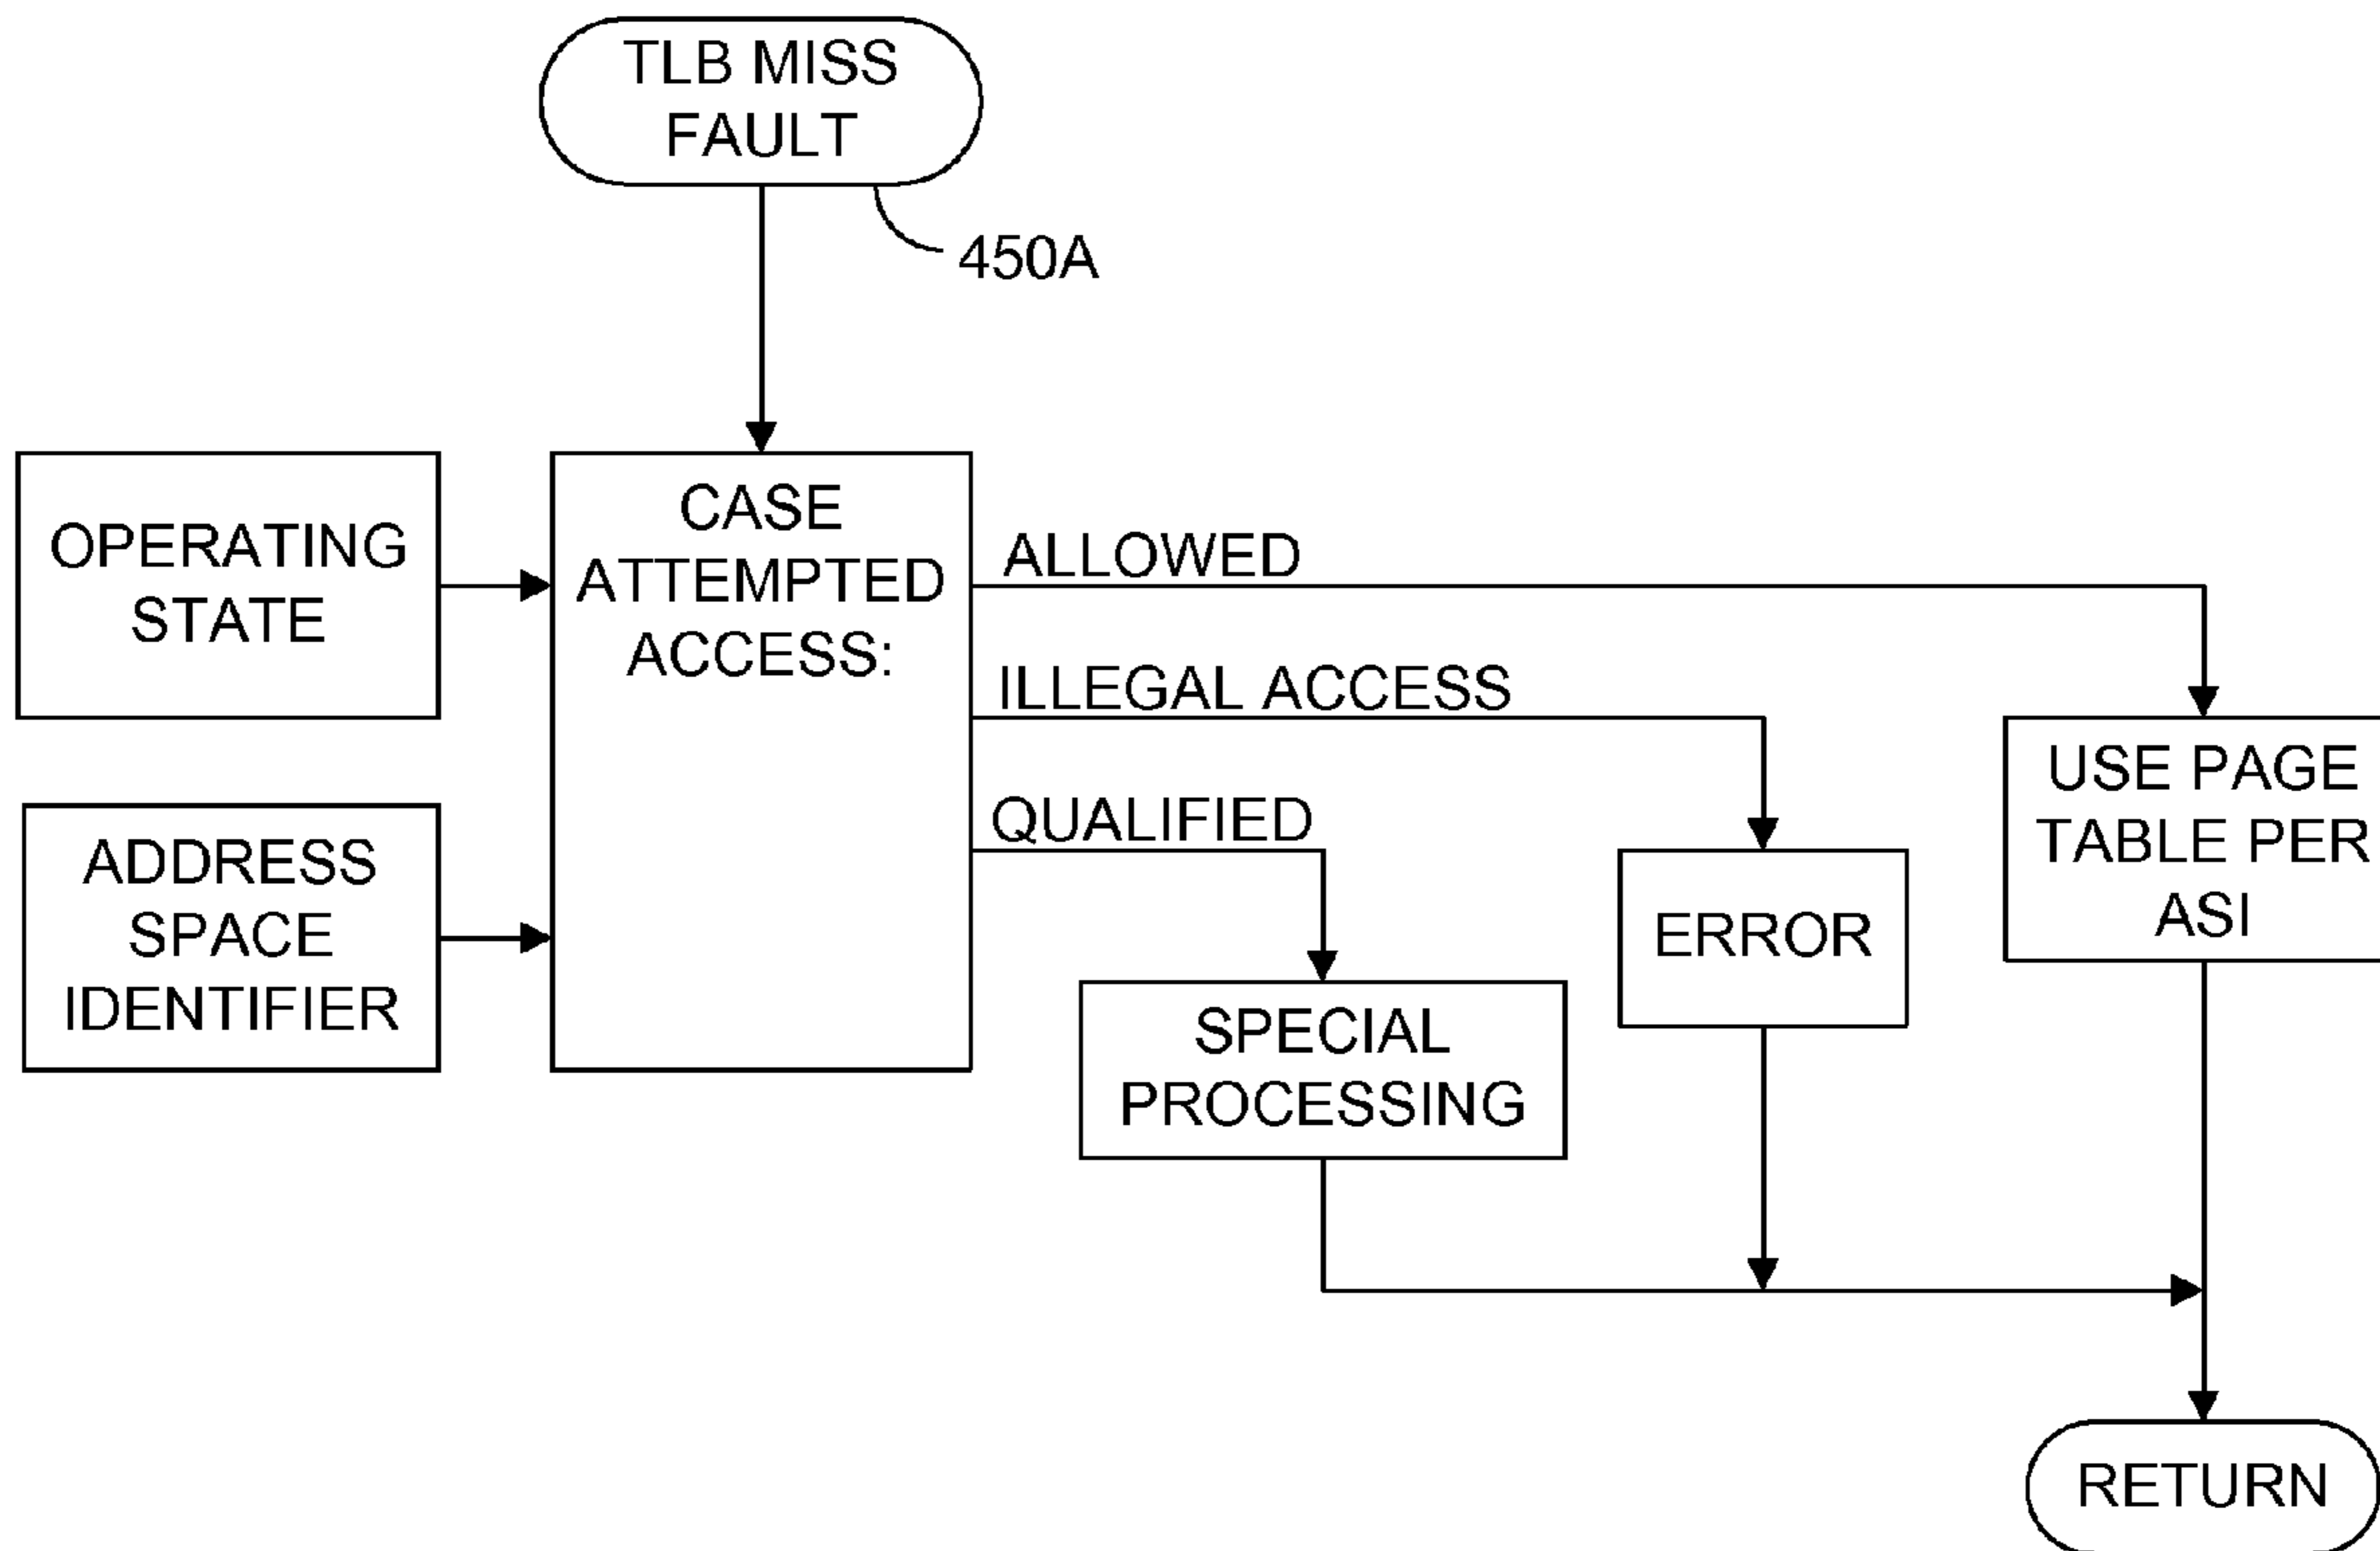 TLB MISS
FAULT
450A
OPERATING
STATE
CASE
ATTEMPTED
ACCESS:
ALLOWED
ILLEGAL ACCESS
QUALIFIED
ADDRESS
SPACE
IDENTIFIER
USE PAGE
TABLE PER
ASI
ERROR
SPECIAL
PROCESSING
RETURN